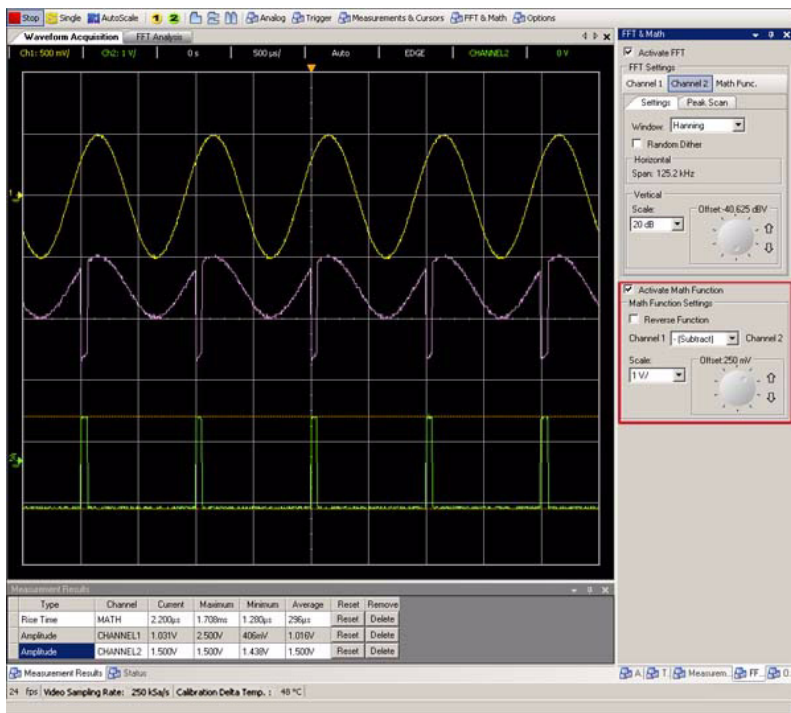 Stop Single AutoScale 1 2 Analog Trigger Measurements & Cursors FFT & Math Options
Waveform Acquisition FFT Analysis
Ch1: 500 mV/ Ch2: 1 V/ 0 s 500 µs/ Auto EDGE CHANNEL2 0 V
FFT & Math
Activate FFT
FFT Settings
Channel 1 Channel 2 Math Func.
Settings Peak Scan
Window: Hanning
Random Dither
Horizontal
Span: 125.2 kHz
Vertical
Scale: Offset:-40.625 dBV
20 dB
Activate Math Function
Math Function Settings
Reverse Function
Channel 1 - (Subtract) Channel 2
Scale: Offset:250 mV
1 V/
Measurement Results
Type Channel Current Maximum Minimum Average Reset Remove
Rise Time MATH 2.200µs 1.708ms 1.280µs 296µs Reset Delete
Amplitude CHANNEL1 1.031V 2.500V 406mV 1.016V Reset Delete
Amplitude CHANNEL2 1.500V 1.500V 1.438V 1.500V Reset Delete
Measurement Results Status
A. T. Measurem.. FF.. O.
24 fps Video Sampling Rate: 250 kSa/s Calibration Delta Temp. : 48 °C